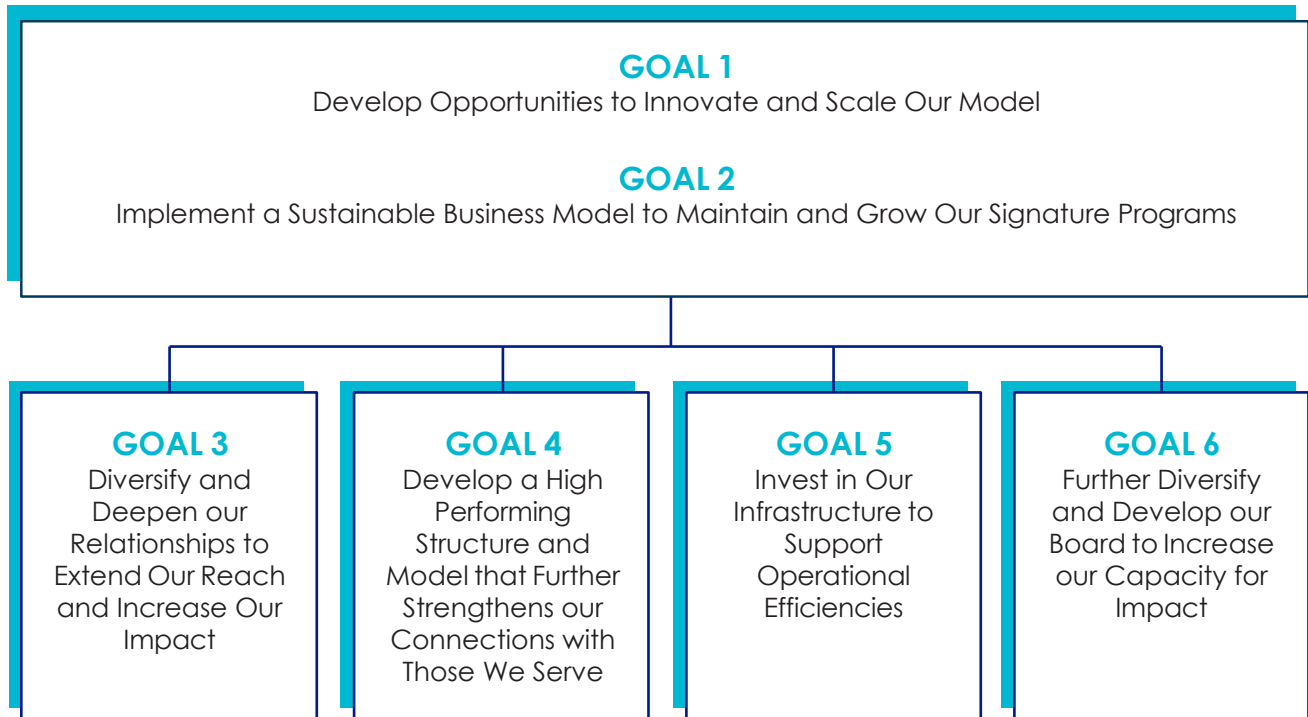 GOAL 1
Develop Opportunities to Innovate and Scale Our Model
GOAL 2
Implement a Sustainable Business Model to Maintain and Grow Our Signature Programs
GOAL 3
Diversify and
Deepen our
Relationships to
Extend Our Reach
and Increase Our
Impact
GOAL 4
Develop a High
Performing
Structure and
Model that Further
Strengthens our
Connections with
Those We Serve
GOAL 5
Invest in Our
Infrastructure to
Support
Operational
Efficiencies
GOAL 6
Further Diversify
and Develop our
Board to Increase
our Capacity for
Impact